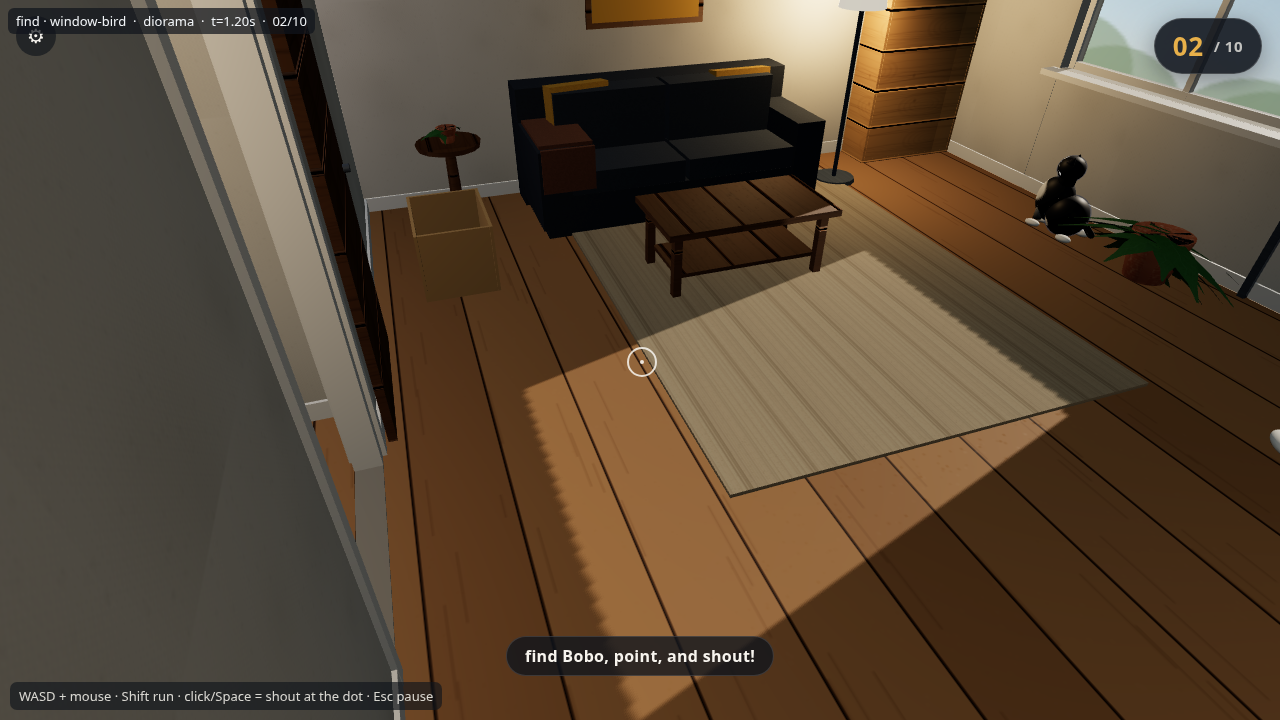 find · window-bird · diorama · t=1.20s · 02/10
02 / 10
find Bobo, point, and shout!
WASD + mouse · Shift run · click/Space = shout at the dot · Esc pause